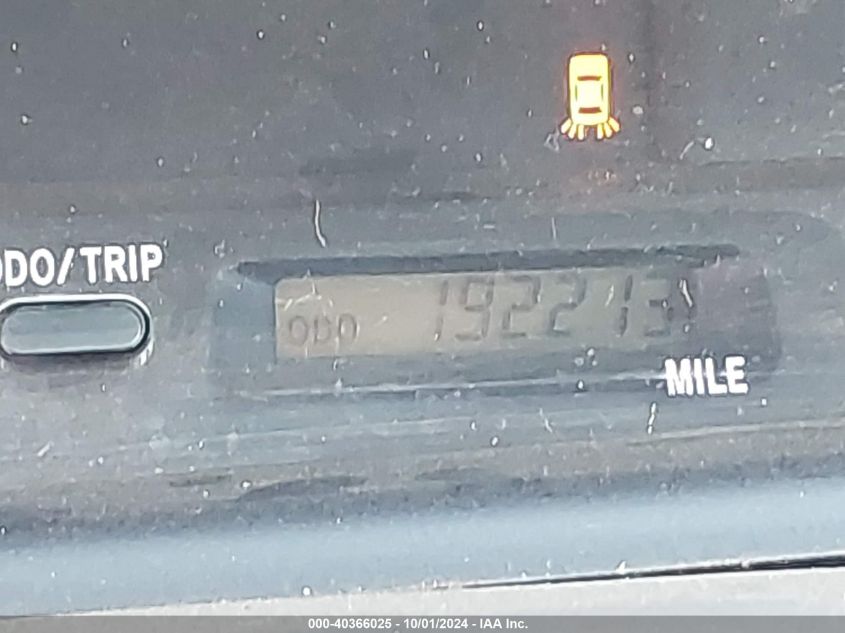 ODO/TRIP
ODO 192213
MILE
000-40366025 - 10/01/2024 - IAA Inc.